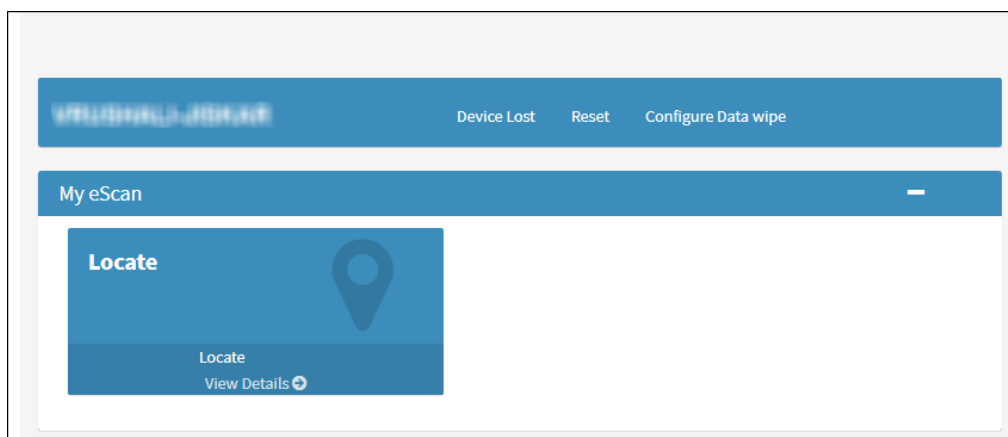 Device Lost Reset Configure Data wipe
My eScan
Locate
Locate
View Details